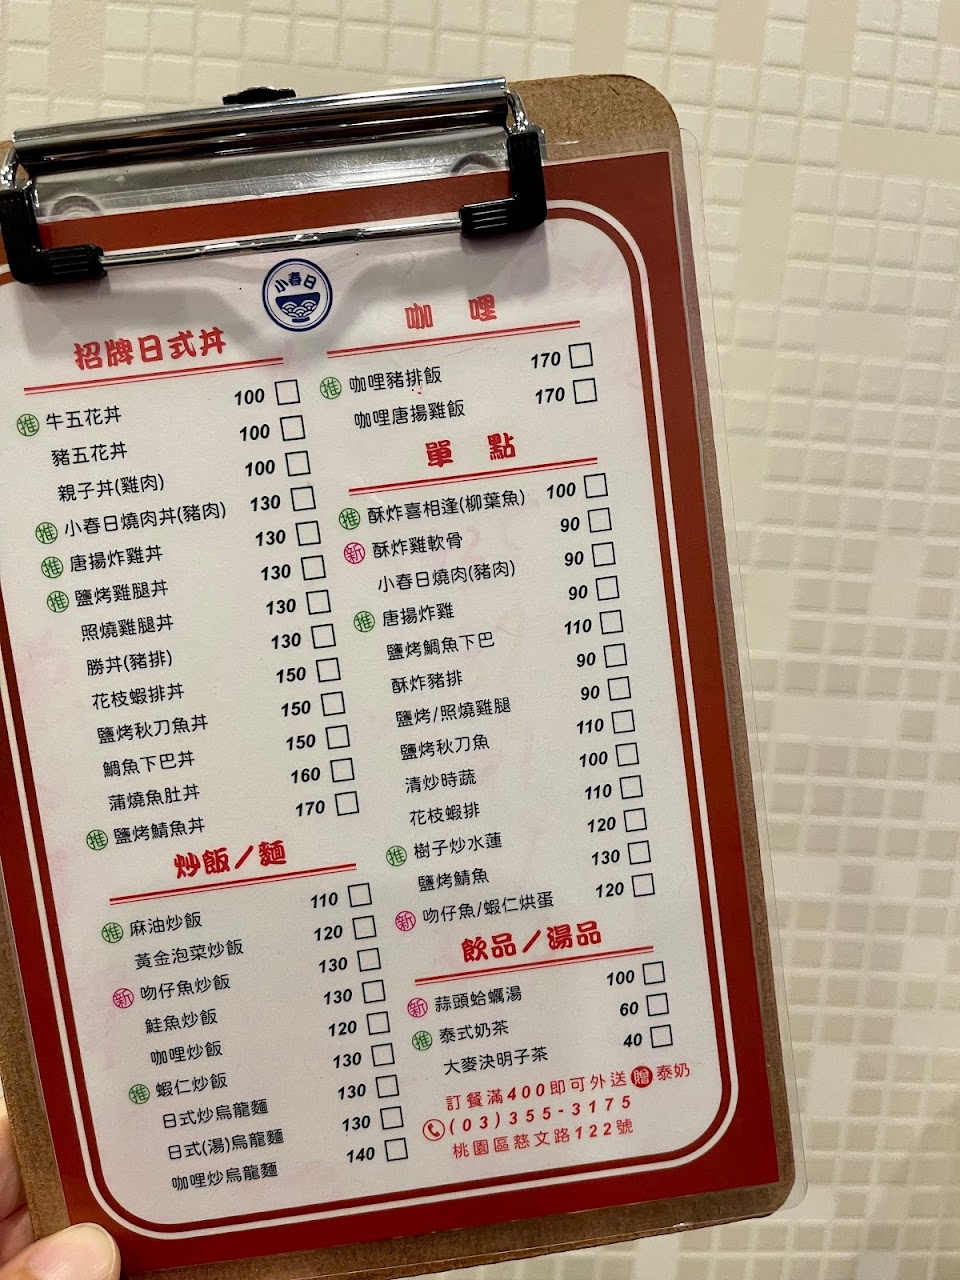 小春日
招牌日式丼
推 牛五花丼 100
豬五花丼 100
親子丼(雞肉) 100
推 小春日燒肉丼(豬肉) 130
推 唐揚炸雞丼 130
推 鹽烤雞腿丼 130
照燒雞腿丼 130
勝丼(豬排) 130
花枝蝦排丼 150
鹽烤秋刀魚丼 150
鯛魚下巴丼 150
蒲燒魚肚丼 160
推 鹽烤鯖魚丼 170
炒飯/麵
推 麻油炒飯 110
黃金泡菜炒飯 120
新 吻仔魚炒飯 130
鮭魚炒飯 130
咖哩炒飯 120
推 蝦仁炒飯 130
日式炒烏龍麵 130
日式(湯)烏龍麵 130
咖哩炒烏龍麵 140
咖哩
推 咖哩豬排飯 170
咖哩唐揚雞飯 170
單點
推 酥炸喜相逢(柳葉魚) 100
新 酥炸雞軟骨 90
小春日燒肉(豬肉) 90
推 唐揚炸雞 90
鹽烤鯛魚下巴 110
酥炸豬排 90
鹽烤/照燒雞腿 90
鹽烤秋刀魚 110
清炒時蔬 100
花枝蝦排 110
推 樹子炒水蓮 120
鹽烤鯖魚 130
新 吻仔魚/蝦仁烘蛋 120
飲品/湯品
新 蒜頭蛤蠣湯 100
推 泰式奶茶 60
大麥決明子茶 40
訂餐滿400即可外送 贈 泰奶
(03)355-3175
桃園區慈文路122號